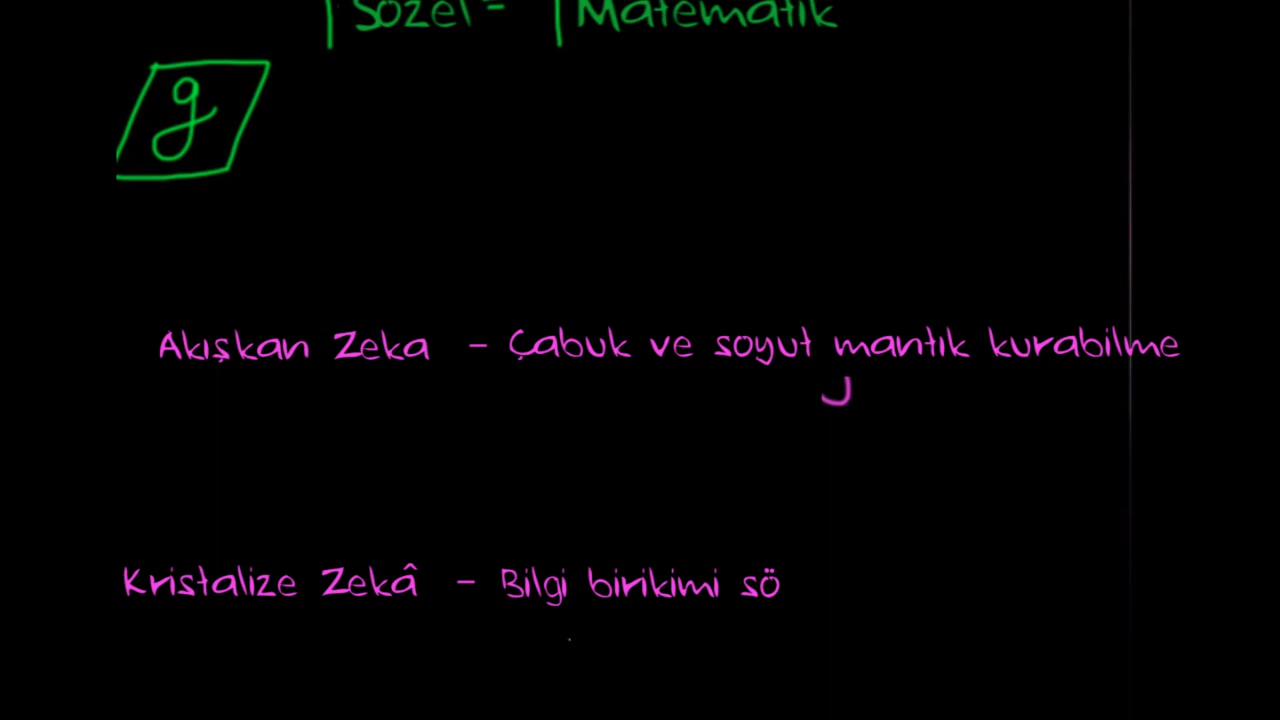 Sözel = Matematik
g
Akışkan Zeka - Çabuk ve soyut mantık kurabilme
Kristalize Zekâ - Bilgi birikimi sö